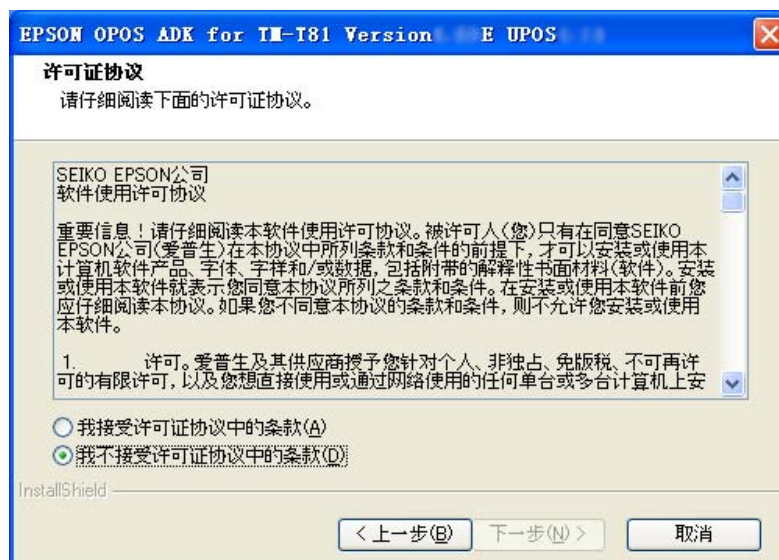 EPSON OPOS ADK for TM-T81 Version E UPOS
许可证协议
请仔细阅读下面的许可证协议。
SEIKO EPSON公司
软件使用许可协议
重要信息！请仔细阅读本软件使用许可协议。被许可人(您)只有在同意SEIKO
EPSON公司(爱普生)在本协议中所列条款和条件的前提下，才可以安装或使用本
计算机软件产品、字体、字样和/或数据，包括附带的解释性书面材料(软件)。安装
或使用本软件就表示您同意本协议所列之条款和条件。在安装或使用本软件前您
应仔细阅读本协议。如果您不同意本协议的条款和条件，则不允许您安装或使用
本软件。
1. 许可。爱普生及其供应商授予您针对个人、非独占、免版税、不可再许
可的有限许可，以及您想直接使用或通过网络使用的任何单台或多台计算机上安
我接受许可证协议中的条款(A)
我不接受许可证协议中的条款(D)
InstallShield
< 上一步(B)
下一步(N) >
取消